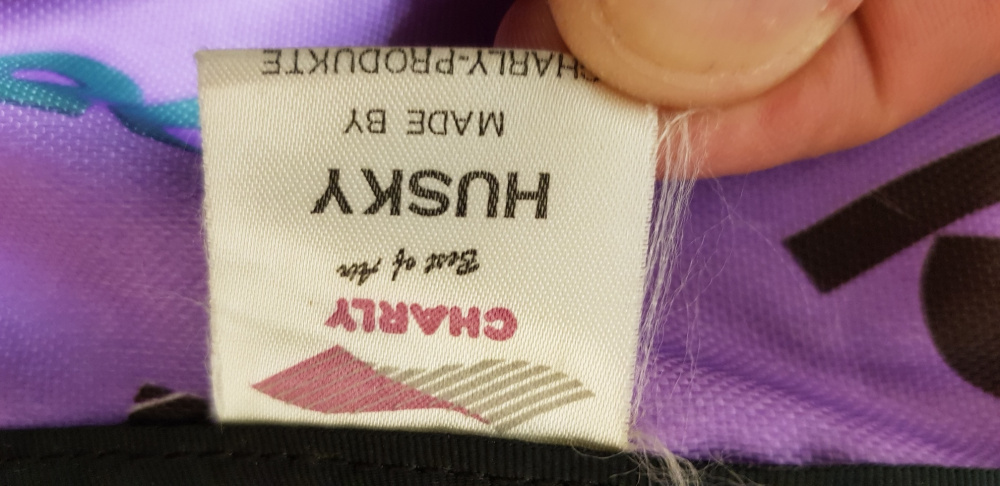 CHARLY
Best of Air
HUSKY
MADE BY
CHARLY-PRODUKTE